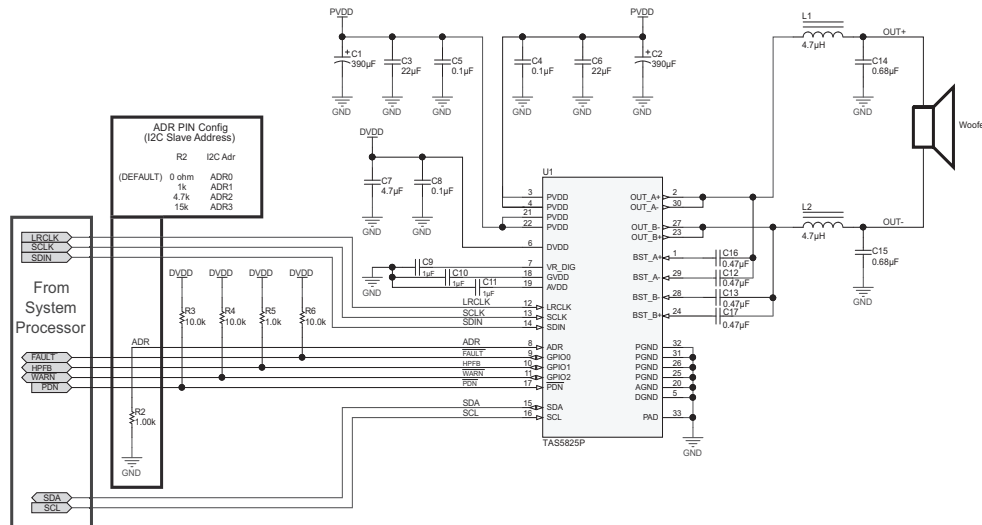 PVDD
C1
390µF
GND
C3
22µF
GND
C5
0.1µF
GND
PVDD
C4
0.1µF
GND
C6
22µF
GND
C2
390µF
GND
L1
4.7µH
OUT+
C14
0.68µF
GND
Woofe
L2
4.7µH
OUT-
C15
0.68µF
GND
ADR PIN Config
(I2C Slave Address)
R2 I2C Adr
(DEFAULT) 0 ohm ADR0
1k ADR1
4.7k ADR2
15k ADR3
DVDD
C7
4.7µF
GND
C8
0.1µF
GND
U1
3 PVDD
4 PVDD
21 PVDD
22 PVDD
6 DVDD
7 VR_DIG
18 GVDD
19 AVDD
LRCLK 12 LRCLK
SCLK 13 SCLK
SDIN 14 SDIN
ADR 8 ADR
FAULT 9 GPIO0
HPFB 10 GPIO1
WARN 11 GPIO2
PDN 17 PDN
SDA 15 SDA
SCL 16 SCL
OUT_A+ 2
OUT_A- 30
OUT_B- 27
OUT_B+ 23
BST_A+ 1
BST_A- 29
BST_B- 28
BST_B+ 24
PGND 32
PGND 31
PGND 26
PGND 25
AGND 20
DGND 5
PAD 33
TAS5825P
GND
C16
0.47µF
C12
0.47µF
C13
0.47µF
C17
0.47µF
C9
1µF
C10
1µF
C11
1µF
GND
LRCLK
SCLK
SDIN
From
System
Processor
FAULT
HPFB
WARN
PDN
SDA
SCL
DVDD
R3
10.0k
DVDD
R4
10.0k
DVDD
R5
1.0k
DVDD
R6
10.0k
ADR
R2
1.00k
GND